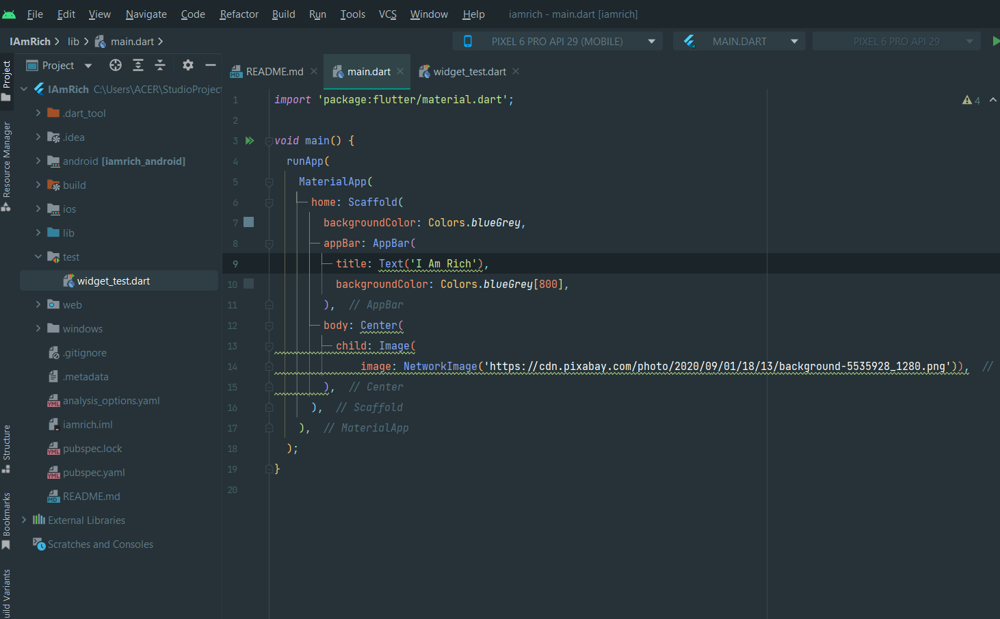 File Edit View Navigate Code Refactor Build Run Tools VCS Window Help iamrich - main.dart [iamrich]
IAmRich lib main.dart PIXEL 6 PRO API 29 (MOBILE) MAIN.DART PIXEL 6 PRO API 29
Project
Resource Manager
Structure
Bookmarks
uild Variants
Project
IAmRich C:\Users\ACER\StudioProject
.dart_tool
.idea
android [iamrich_android]
build
ios
lib
test
widget_test.dart
web
windows
.gitignore
.metadata
analysis_options.yaml
iamrich.iml
pubspec.lock
pubspec.yaml
README.md
External Libraries
Scratches and Consoles
README.md main.dart widget_test.dart
4
1 import 'package:flutter/material.dart';
2
3 void main() {
4 runApp(
5 MaterialApp(
6 home: Scaffold(
7 backgroundColor: Colors.blueGrey,
8 appBar: AppBar(
9 title: Text('I Am Rich'),
10 backgroundColor: Colors.blueGrey[800],
11 ), // AppBar
12 body: Center(
13 child: Image(
14 image: NetworkImage('https://cdn.pixabay.com/photo/2020/09/01/18/13/background-5535928_1280.png')), //
15 ), // Center
16 ), // Scaffold
17 ), // MaterialApp
18 );
19 }
20